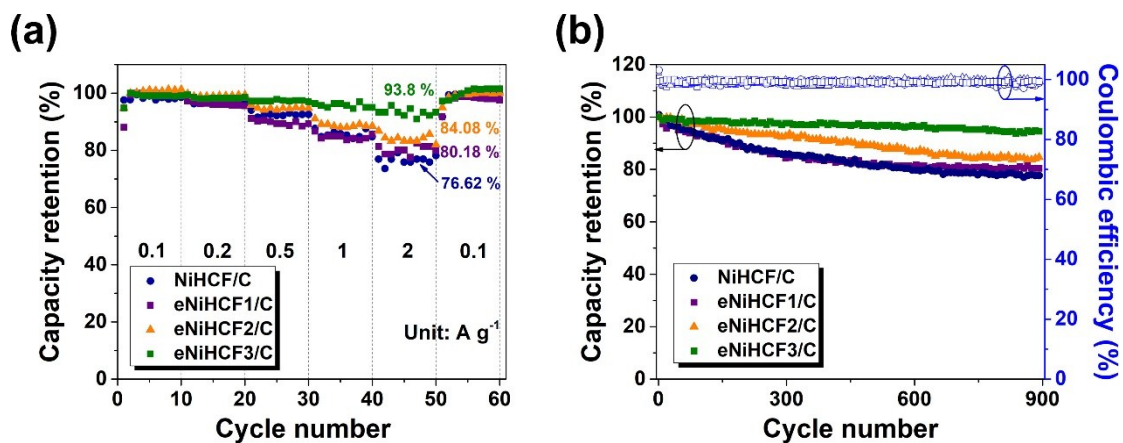 (a)
Capacity retention (%)
100
80
60
40
20
0
93.8 %
84.08 %
80.18 %
76.62 %
0.1 0.2 0.5 1 2 0.1
NiHCF/C
eNiHCF1/C
eNiHCF2/C
eNiHCF3/C
Unit: A g⁻¹
0 10 20 30 40 50 60
Cycle number
(b)
Capacity retention (%)
120
100
80
60
40
20
0
NiHCF/C
eNiHCF1/C
eNiHCF2/C
eNiHCF3/C
0 300 600 900
Cycle number
100
80
60
40
20
0
Coulombic efficiency (%)